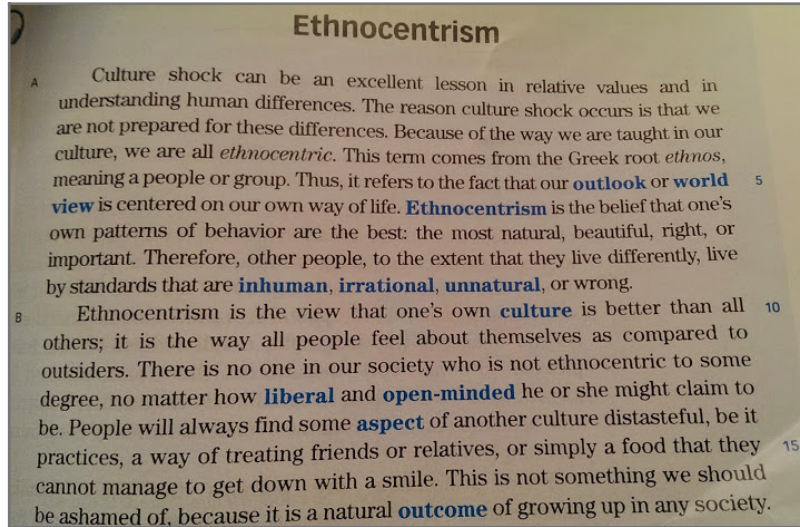 Ethnocentrism
A Culture shock can be an excellent lesson in relative values and in
understanding human differences. The reason culture shock occurs is that we
are not prepared for these differences. Because of the way we are taught in our
culture, we are all ethnocentric. This term comes from the Greek root ethnos,
meaning a people or group. Thus, it refers to the fact that our outlook or world 5
view is centered on our own way of life. Ethnocentrism is the belief that one's
own patterns of behavior are the best: the most natural, beautiful, right, or
important. Therefore, other people, to the extent that they live differently, live
by standards that are inhuman, irrational, unnatural, or wrong.
B Ethnocentrism is the view that one's own culture is better than all 10
others; it is the way all people feel about themselves as compared to
outsiders. There is no one in our society who is not ethnocentric to some
degree, no matter how liberal and open-minded he or she might claim to
be. People will always find some aspect of another culture distasteful, be it
practices, a way of treating friends or relatives, or simply a food that they 15
cannot manage to get down with a smile. This is not something we should
be ashamed of, because it is a natural outcome of growing up in any society.